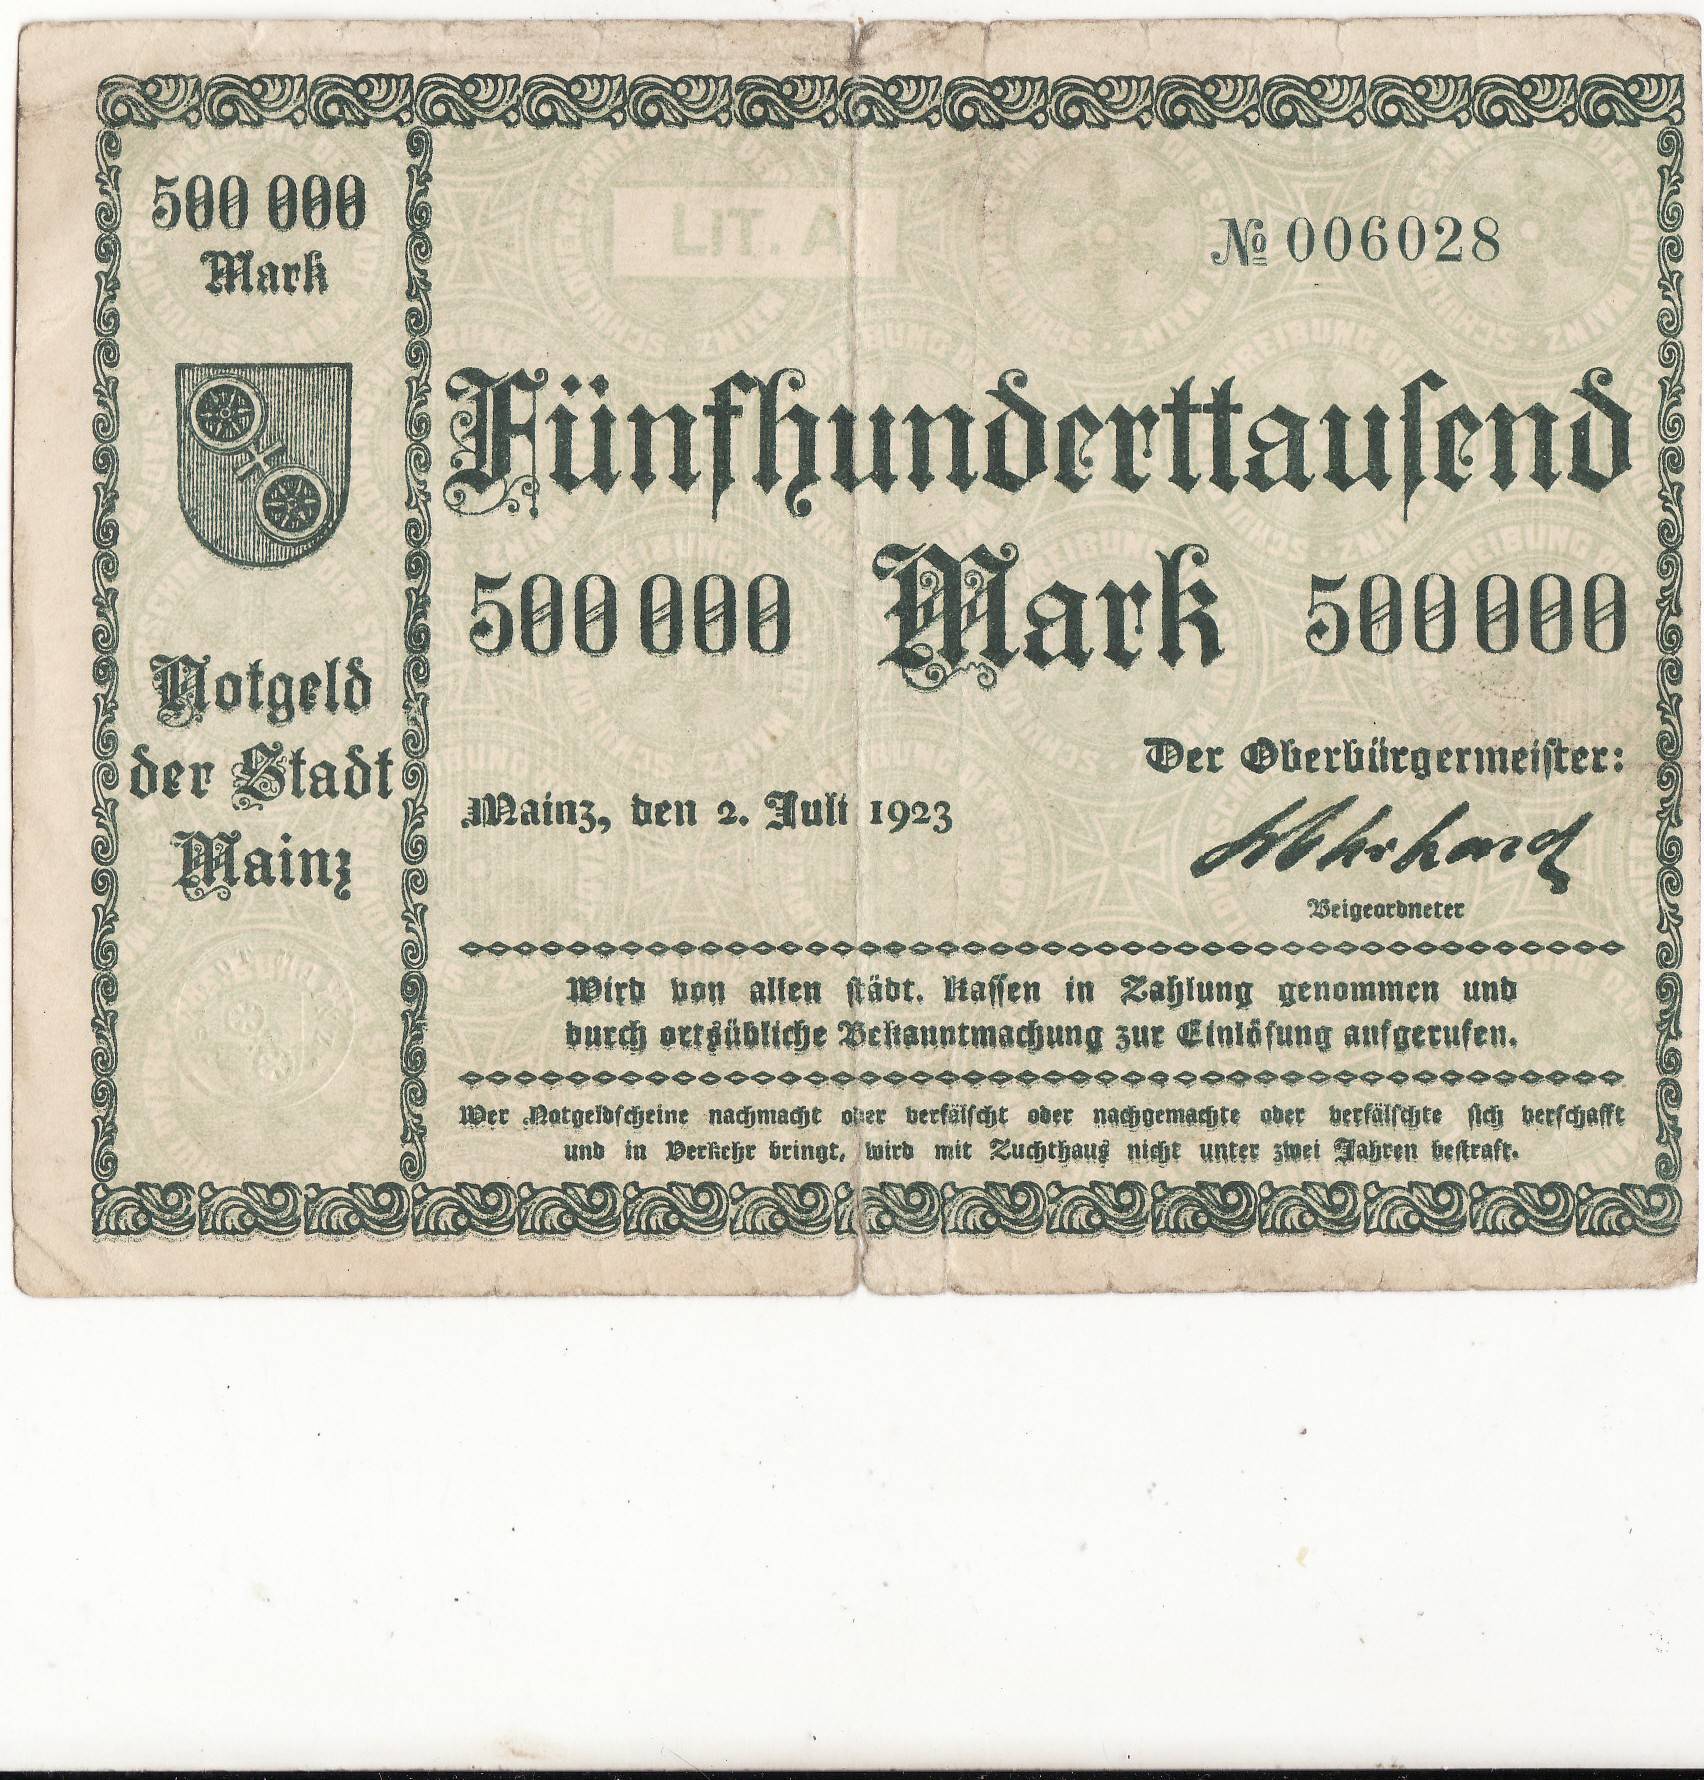 500 000
Mark
Notgeld
der Stadt
Mainz
LIT. A
№ 006028
Fünfhunderttausend
500 000 Mark 500 000
Der Oberbürgermeister:
Mainz, den 2. Juli 1923
Ehrhard
Beigeordneter
Wird von allen städt. Kassen in Zahlung genommen und
durch ortsübliche Bekanntmachung zur Einlösung aufgerufen.
Wer Notgeldscheine nachmacht oder verfälscht oder nachgemachte oder verfälschte sich verschafft
und in Verkehr bringt, wird mit Zuchthaus nicht unter zwei Jahren bestraft.